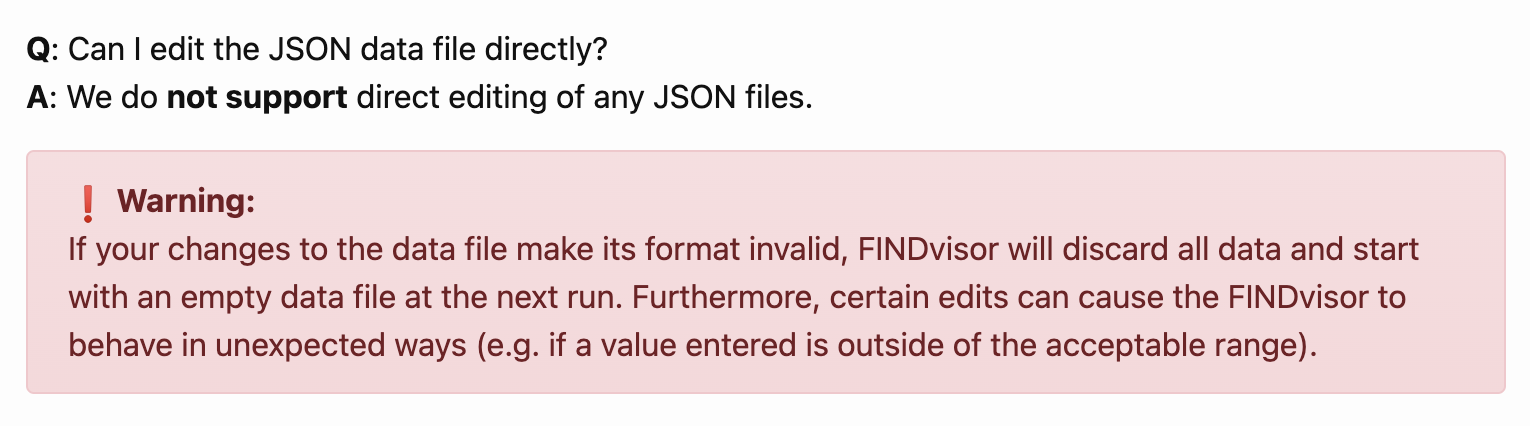 Q: Can I edit the JSON data file directly?
A: We do not support direct editing of any JSON files.
❗ Warning:
If your changes to the data file make its format invalid, FINDvisor will discard all data and start
with an empty data file at the next run. Furthermore, certain edits can cause the FINDvisor to
behave in unexpected ways (e.g. if a value entered is outside of the acceptable range).